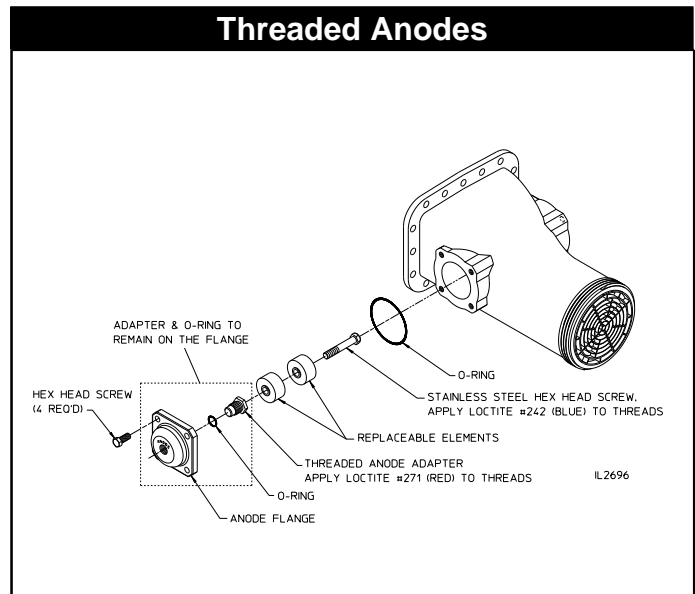 Threaded Anodes
ADAPTER & O-RING TO
REMAIN ON THE FLANGE
HEX HEAD SCREW
(4 REQ'D)
O-RING
STAINLESS STEEL HEX HEAD SCREW,
APPLY LOCTITE #242 (BLUE) TO THREADS
REPLACEABLE ELEMENTS
THREADED ANODE ADAPTER
APPLY LOCTITE #271 (RED) TO THREADS
IL2696
O-RING
ANODE FLANGE